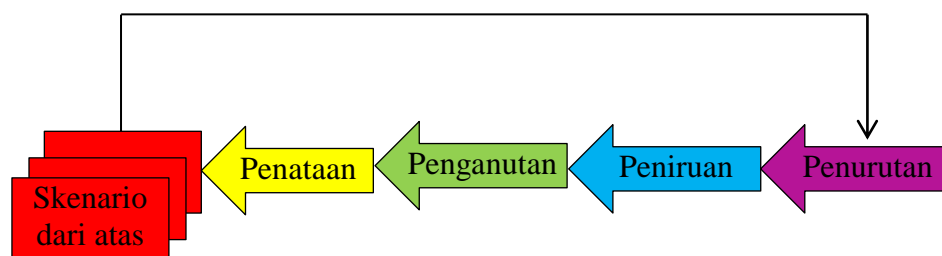 Penataan
Penganutan
Peniruan
Penurutan
Skenario
dari atas